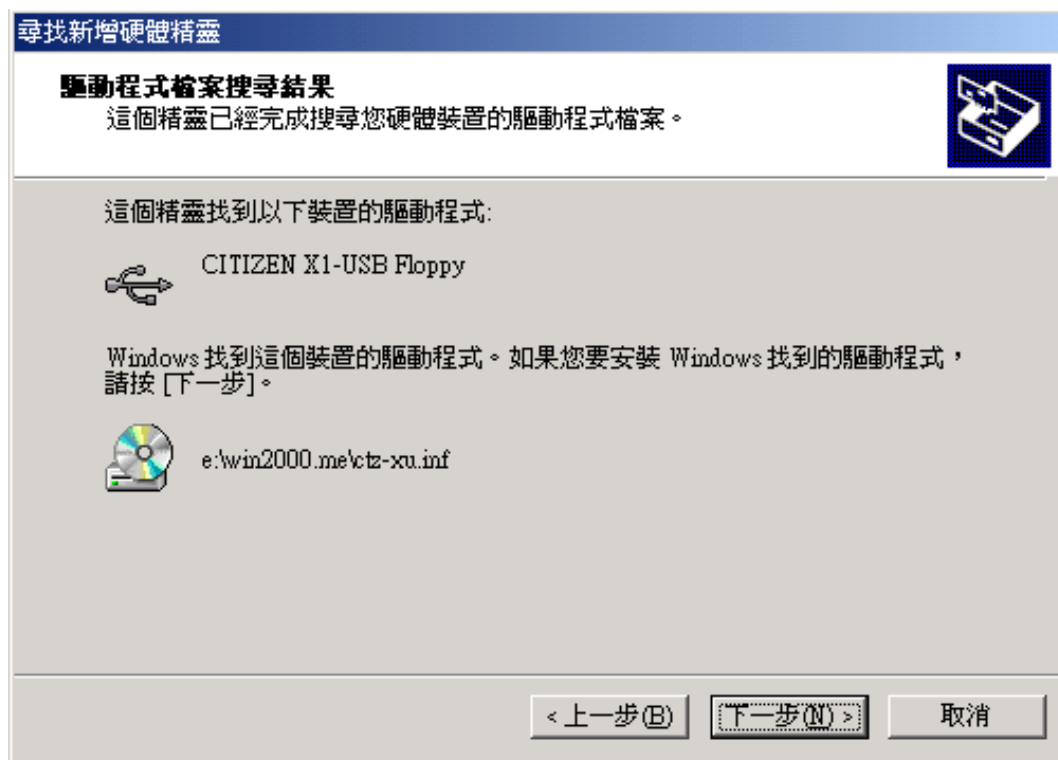 尋找新增硬體精靈
驅動程式檔案搜尋結果
這個精靈已經完成搜尋您硬體裝置的驅動程式檔案。
這個精靈找到以下裝置的驅動程式:
CITIZEN X1-USB Floppy
Windows 找到這個裝置的驅動程式。如果您要安裝 Windows 找到的驅動程式，
請按 [下一步]。
e:\win2000.me\ctz-xu.inf
< 上一步(B)
下一步(N) >
取消